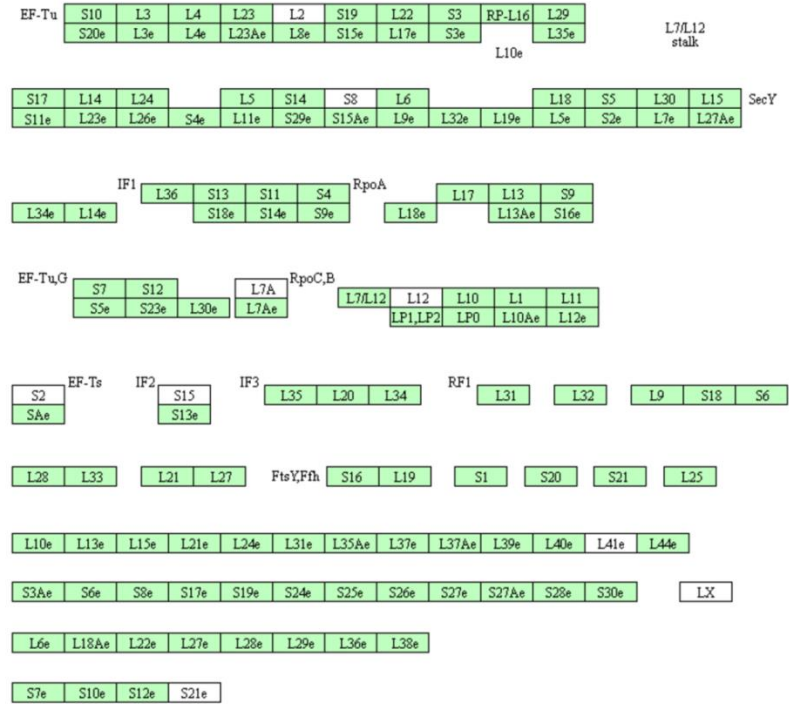 EF-Tu S10 L3 L4 L23 L2 S19 L22 S3 RP-L16 L29
S20e L3e L4e L23Ae L8e S15e L17e S3e L35e
L10e
L7/L12
stalk
S17 L14 L24 L5 S14 S8 L6 L18 S5 L30 L15 SecY
S11e L23e L26e S4e L11e S29e S15Ae L9e L32e L19e L5e S2e L7e L27Ae
IF1 L36 S13 S11 S4 RpoA L17 L13 S9
L34e L14e S18e S14e S9e L18e L13Ae S16e
EF-Tu,G S7 S12 L7A RpoC,B L7/L12 L12 L10 L1 L11
S5e S23e L30e L7Ae LP1,LP2 LP0 L10Ae L12e
S2 EF-Ts IF2 S15 IF3 L35 L20 L34 RF1 L31 L32 L9 S18 S6
SAe S13e
L28 L33 L21 L27 FtsY,Ffh S16 L19 S1 S20 S21 L25
L10e L13e L15e L21e L24e L31e L35Ae L37e L37Ae L39e L40e L41e L44e
S3Ae S6e S8e S17e S19e S24e S25e S26e S27e S27Ae S28e S30e LX
L6e L18Ae L22e L27e L28e L29e L36e L38e
S7e S10e S12e S21e